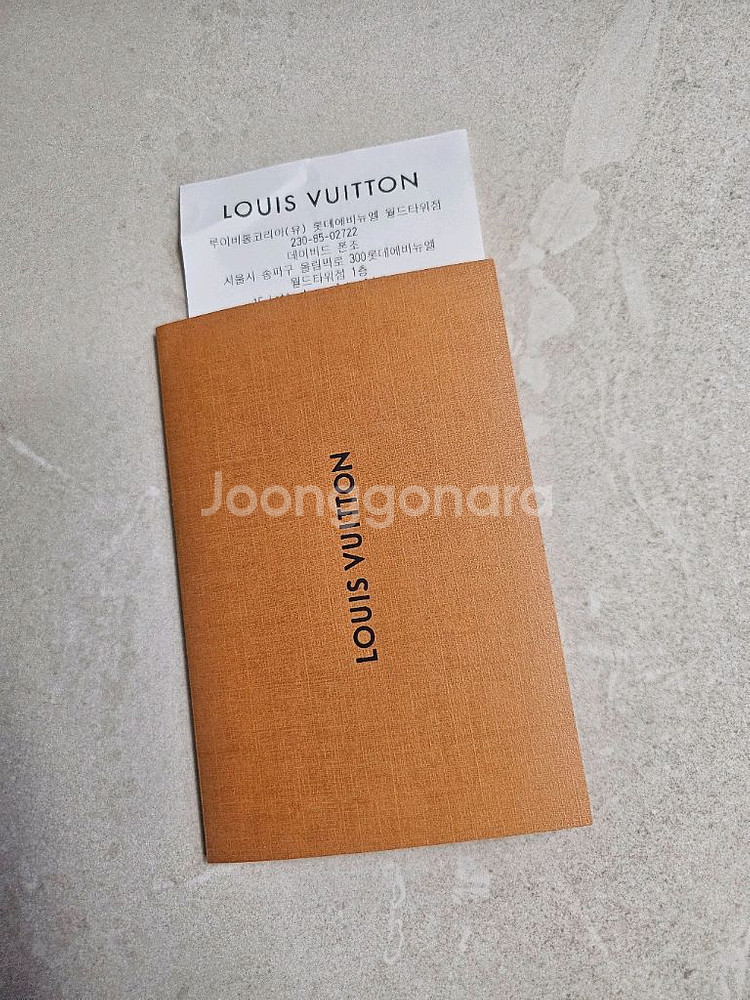 LOUIS VUITTON
루이비통코리아(유) 롯데에비뉴엘 월드타워점
230-85-02722
데이비드 폰조
서울시 송파구 올림픽로 300롯데에비뉴엘
월드타워점 1층
Joonggonara
LOUIS VUITTON